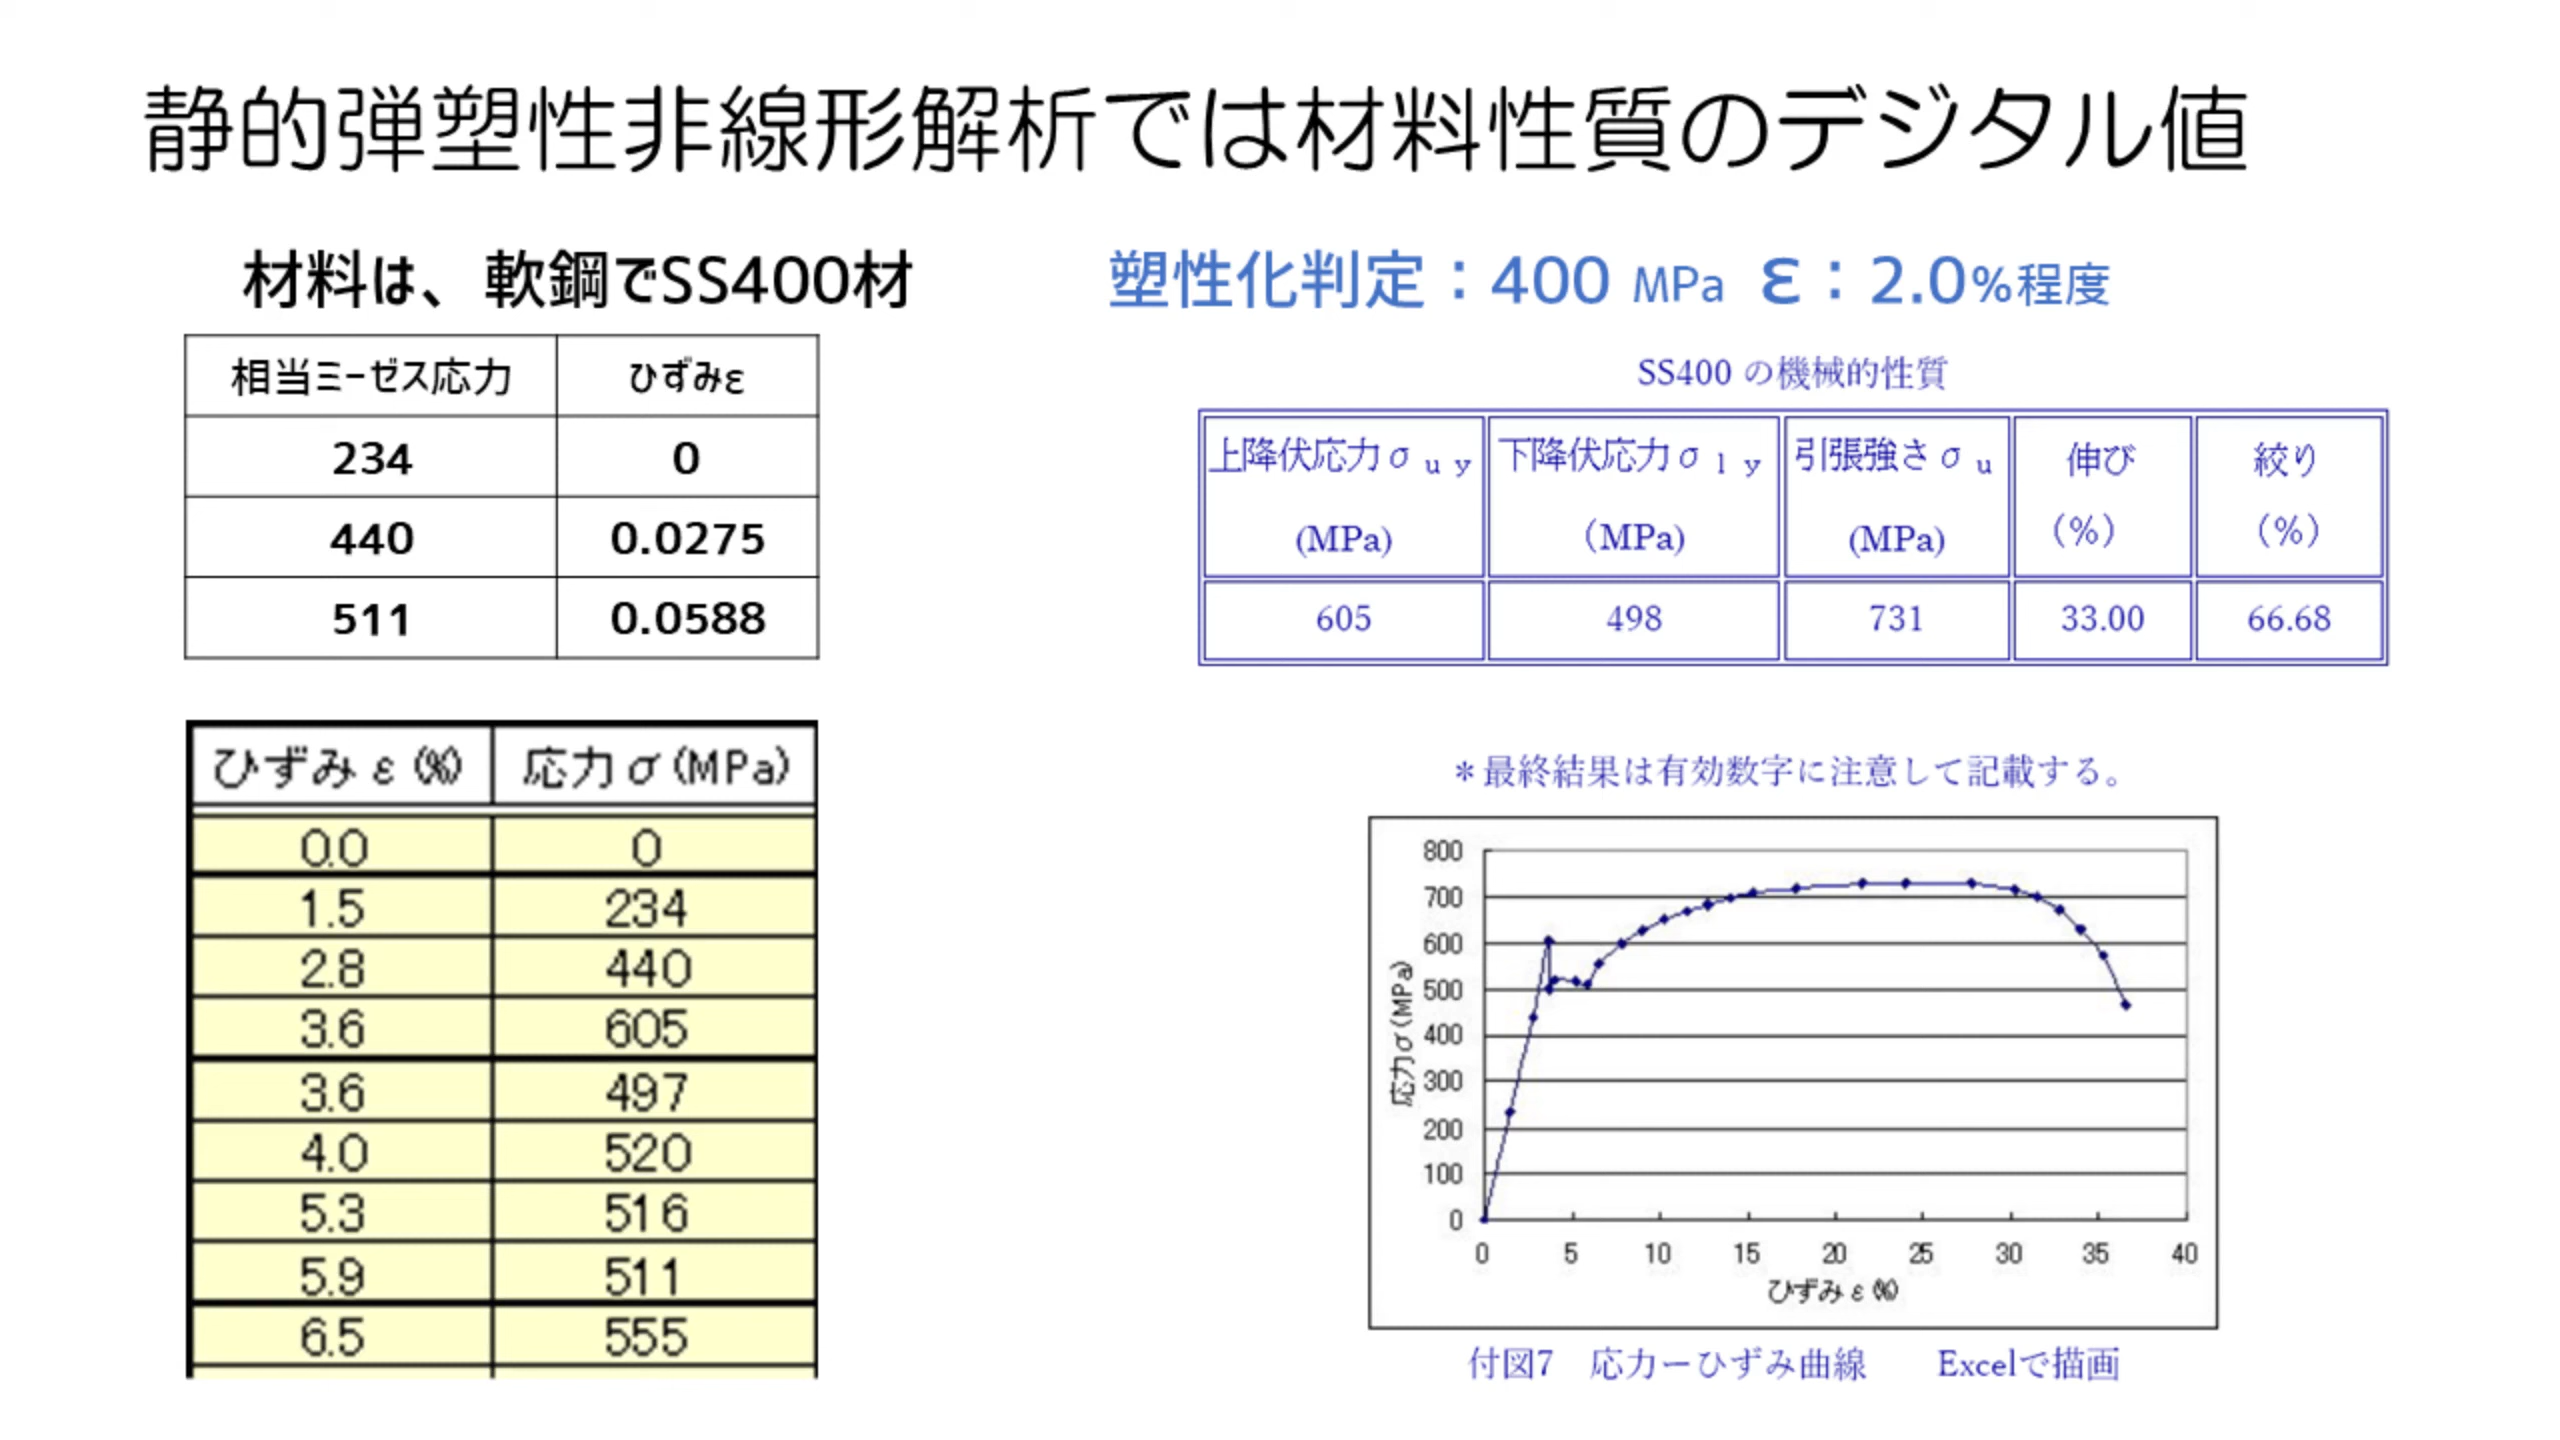 静的弾塑性非線形解析では材料性質のデジタル値
材料は、軟鋼でSS400材
相当ミーゼス応力 ひずみε
234 0
440 0.0275
511 0.0588
ひずみ ε (%) 応力 σ (MPa)
0.0 0
1.5 234
2.8 440
3.6 605
3.6 497
4.0 520
5.3 516
5.9 511
6.5 555
塑性化判定：400 MPa ε：2.0%程度
SS400 の機械的性質
上降伏応力σ u y 下降伏応力σ l y 引張強さσ u 伸び 絞り
(MPa) (MPa) (MPa) (%) (%)
605 498 731 33.00 66.68
＊最終結果は有効数字に注意して記載する。
800
700
600
500
400
300
200
100
0
応力σ(MPa)
0 5 10 15 20 25 30 35 40
ひずみ ε (%)
付図7 応力ーひずみ曲線 Excelで描画